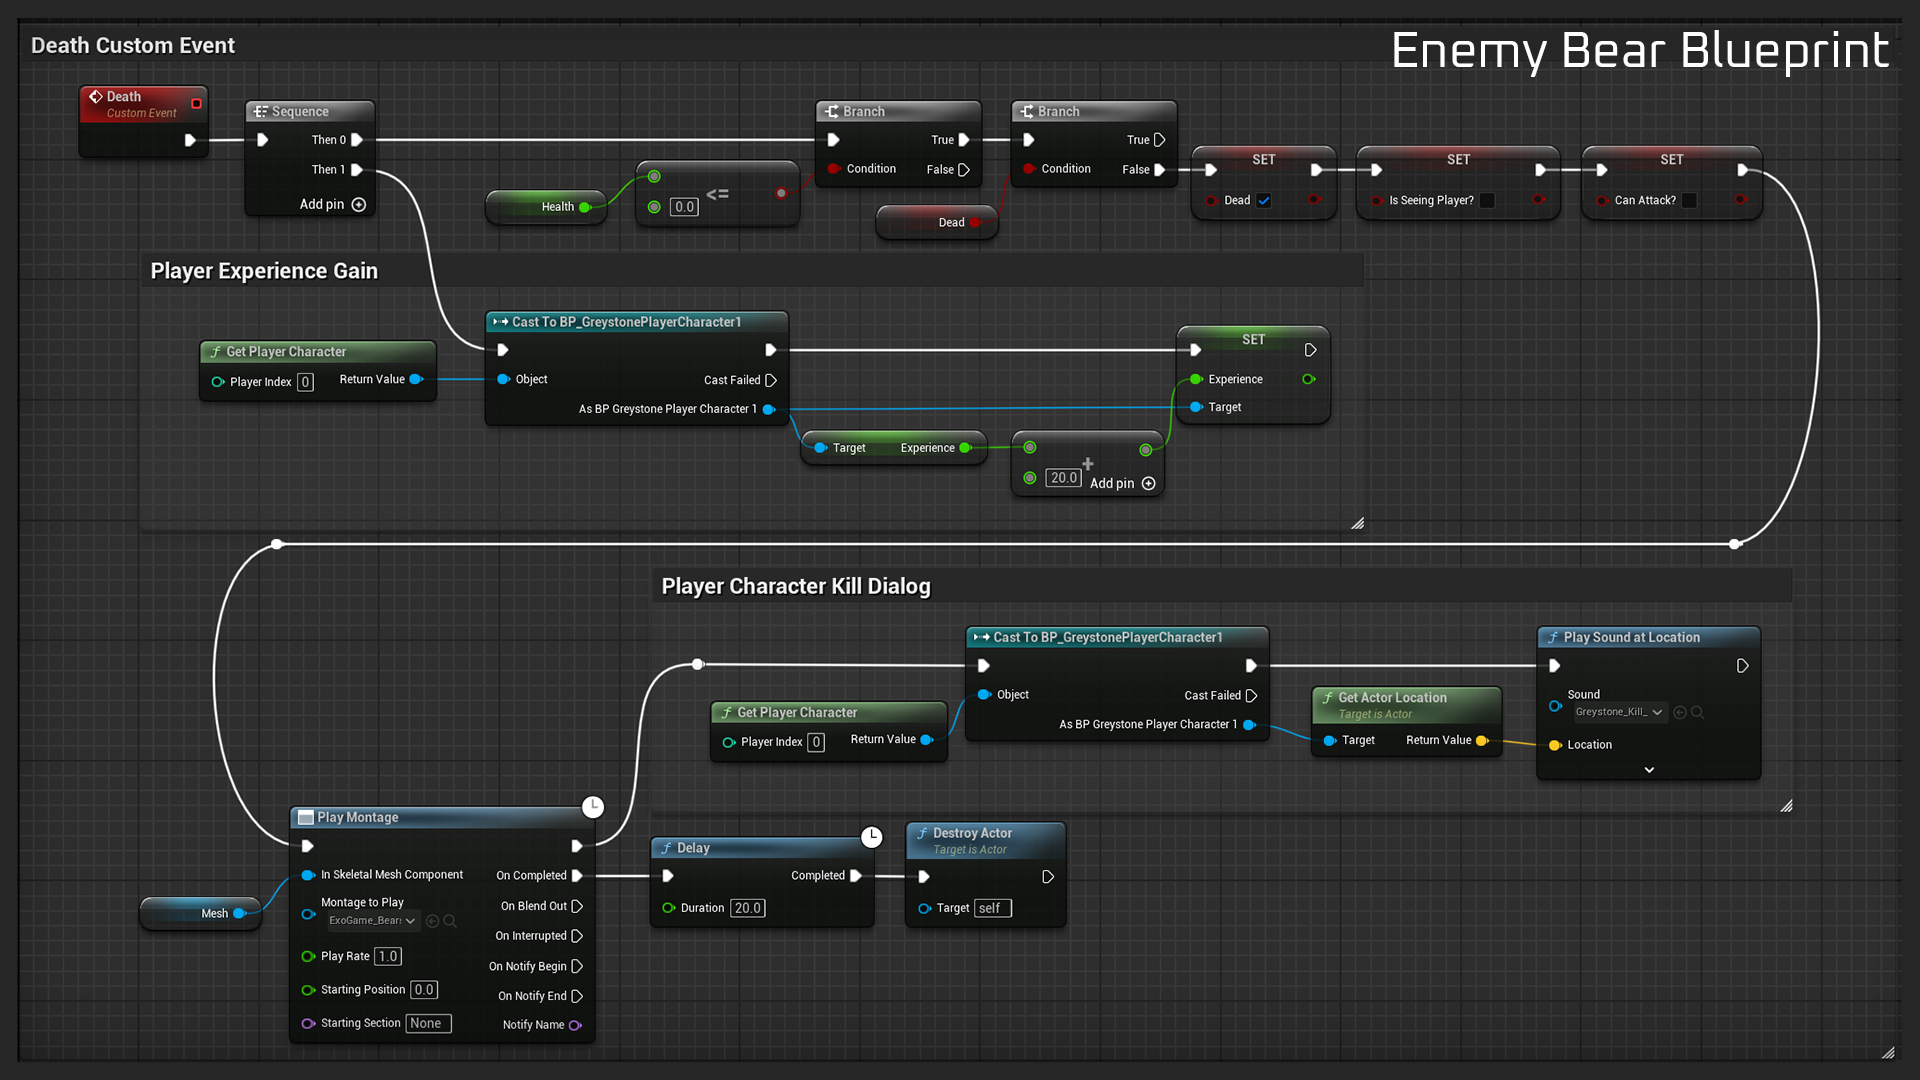 Death Custom Event
Enemy Bear Blueprint
Death
Custom Event
Sequence
Then 0
Then 1
Add pin
Health
0.0
<=
Branch
True
Condition
False
Dead
Branch
True
Condition
False
SET
Dead
SET
Is Seeing Player?
SET
Can Attack?
Player Experience Gain
Get Player Character
Player Index 0
Return Value
Cast To BP_GreystonePlayerCharacter1
Object
Cast Failed
As BP Greystone Player Character 1
Target Experience
+
20.0
Add pin
SET
Experience
Target
Player Character Kill Dialog
Get Player Character
Player Index 0
Return Value
Cast To BP_GreystonePlayerCharacter1
Object
Cast Failed
As BP Greystone Player Character 1
Get Actor Location
Target is Actor
Target Return Value
Play Sound at Location
Sound
Greystone_Kill_
Location
Mesh
Play Montage
In Skeletal Mesh Component
On Completed
Montage to Play
ExoGame_Bear
On Blend Out
On Interrupted
Play Rate 1.0
On Notify Begin
Starting Position 0.0
On Notify End
Starting Section None
Notify Name
Delay
Completed
Duration 20.0
Destroy Actor
Target is Actor
Target self